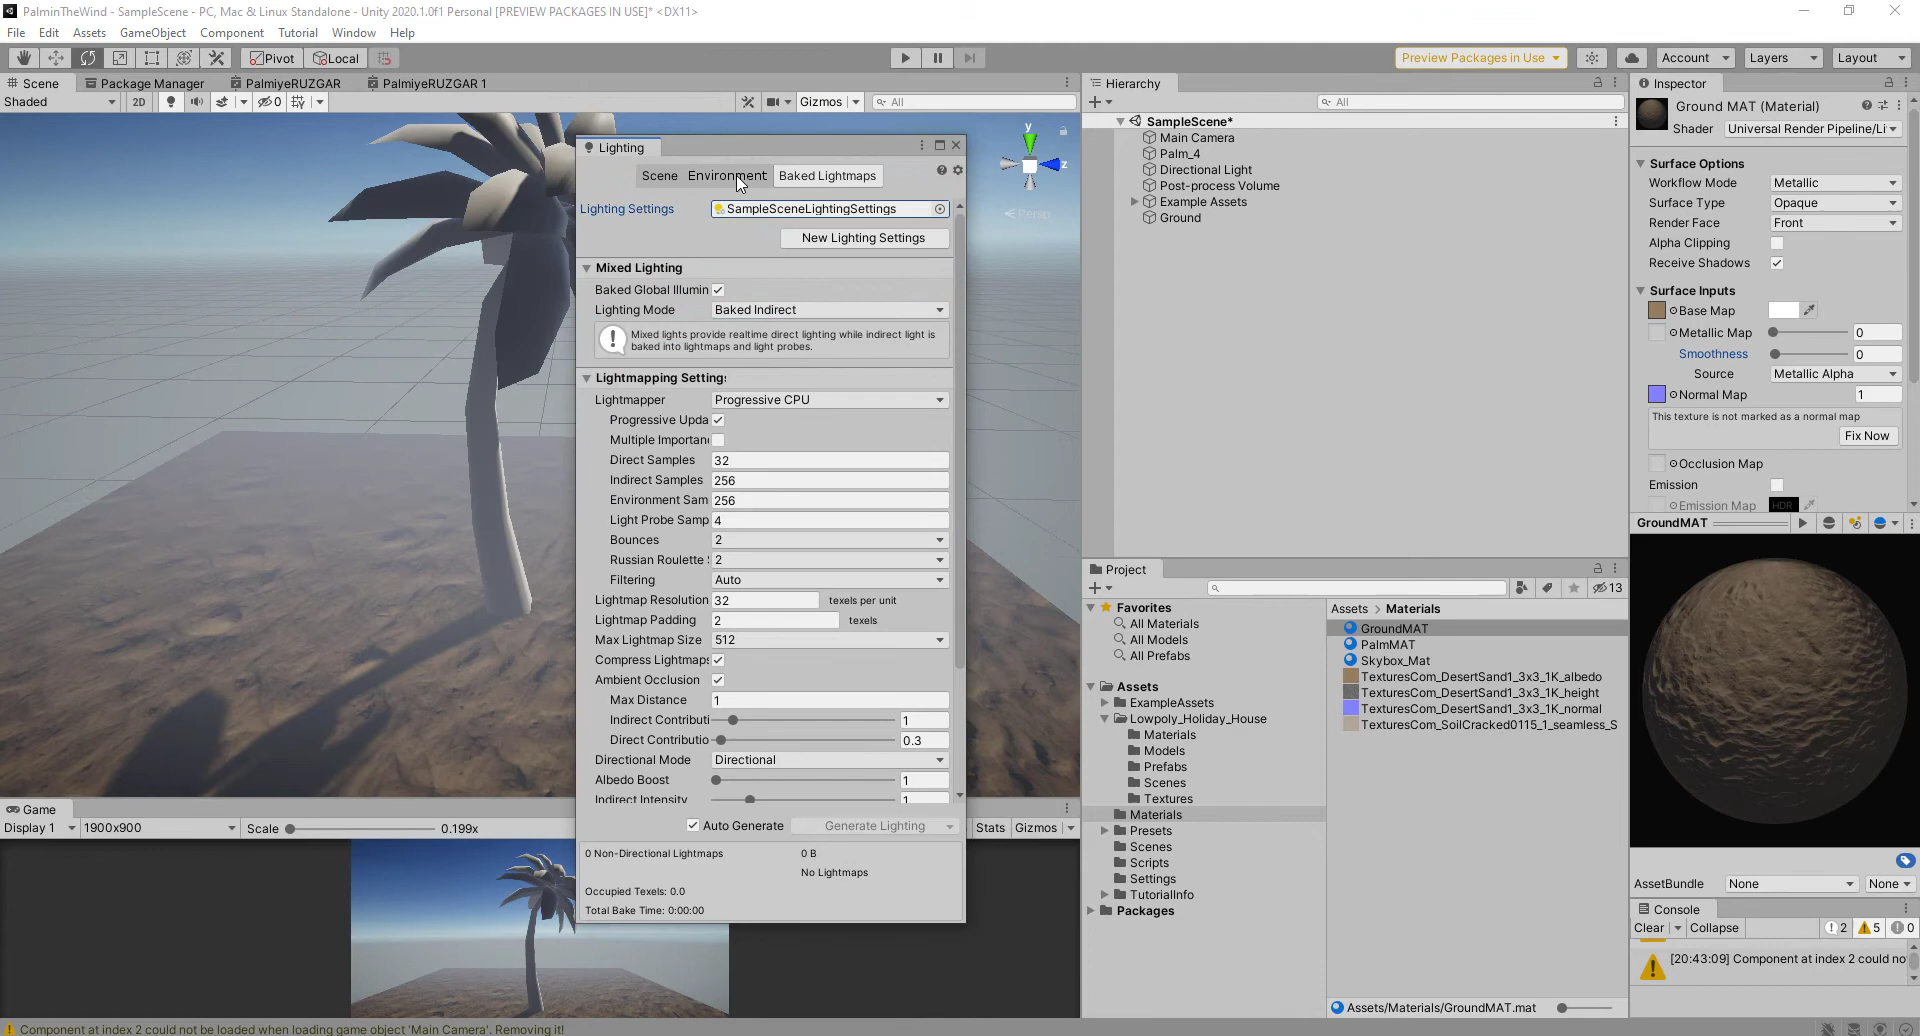 PalminTheWind - SampleScene - PC, Mac & Linux Standalone - Unity 2020.1.0f1 Personal [PREVIEW PACKAGES IN USE]* <DX11>
File Edit Assets GameObject Component Tutorial Window Help
Pivot Local Preview Packages in Use Account Layers Layout
Scene Package Manager PalmiyeRUZGAR PalmiyeRUZGAR 1
Shaded 2D 0 Gizmos All
y
z
Persp
Lighting
Scene Environment Baked Lightmaps
Lighting Settings SampleSceneLightingSettings
New Lighting Settings
Mixed Lighting
Baked Global Illumin
Lighting Mode Baked Indirect
Mixed lights provide realtime direct lighting while indirect light is
baked into lightmaps and light probes.
Lightmapping Settings
Lightmapper Progressive CPU
Progressive Upda
Multiple Importan
Direct Samples 32
Indirect Samples 256
Environment Sam 256
Light Probe Samp 4
Bounces 2
Russian Roulette 2
Filtering Auto
Lightmap Resolution 32 texels per unit
Lightmap Padding 2 texels
Max Lightmap Size 512
Compress Lightmaps
Ambient Occlusion
Max Distance 1
Indirect Contributi 1
Direct Contributio 0.3
Directional Mode Directional
Albedo Boost 1
Indirect Intensity 1
Auto Generate Generate Lighting
0 Non-Directional Lightmaps 0 B
No Lightmaps
Occupied Texels: 0.0
Total Bake Time: 0:00:00
Game
Display 1 1900x900 Scale 0.199x Stats Gizmos
Hierarchy
All
SampleScene*
Main Camera
Palm_4
Directional Light
Post-process Volume
Example Assets
Ground
Project
13
Favorites
All Materials
All Models
All Prefabs
Assets
ExampleAssets
Lowpoly_Holiday_House
Materials
Models
Prefabs
Scenes
Textures
Materials
Presets
Scenes
Scripts
Settings
TutorialInfo
Packages
Assets > Materials
GroundMAT
PalmMAT
Skybox_Mat
TexturesCom_DesertSand1_3x3_1K_albedo
TexturesCom_DesertSand1_3x3_1K_height
TexturesCom_DesertSand1_3x3_1K_normal
TexturesCom_SoilCracked0115_1_seamless_S
Assets/Materials/GroundMAT.mat
Inspector
Ground MAT (Material)
Shader Universal Render Pipeline/Li
Surface Options
Workflow Mode Metallic
Surface Type Opaque
Render Face Front
Alpha Clipping
Receive Shadows
Surface Inputs
Base Map
Metallic Map 0
Smoothness 0
Source Metallic Alpha
Normal Map 1
This texture is not marked as a normal map
Fix Now
Occlusion Map
Emission
Emission Map HDR
GroundMAT
AssetBundle None None
Console
Clear Collapse 2 5 0
[20:43:09] Component at index 2 could no
Component at index 2 could not be loaded when loading game object 'Main Camera'. Removing it!